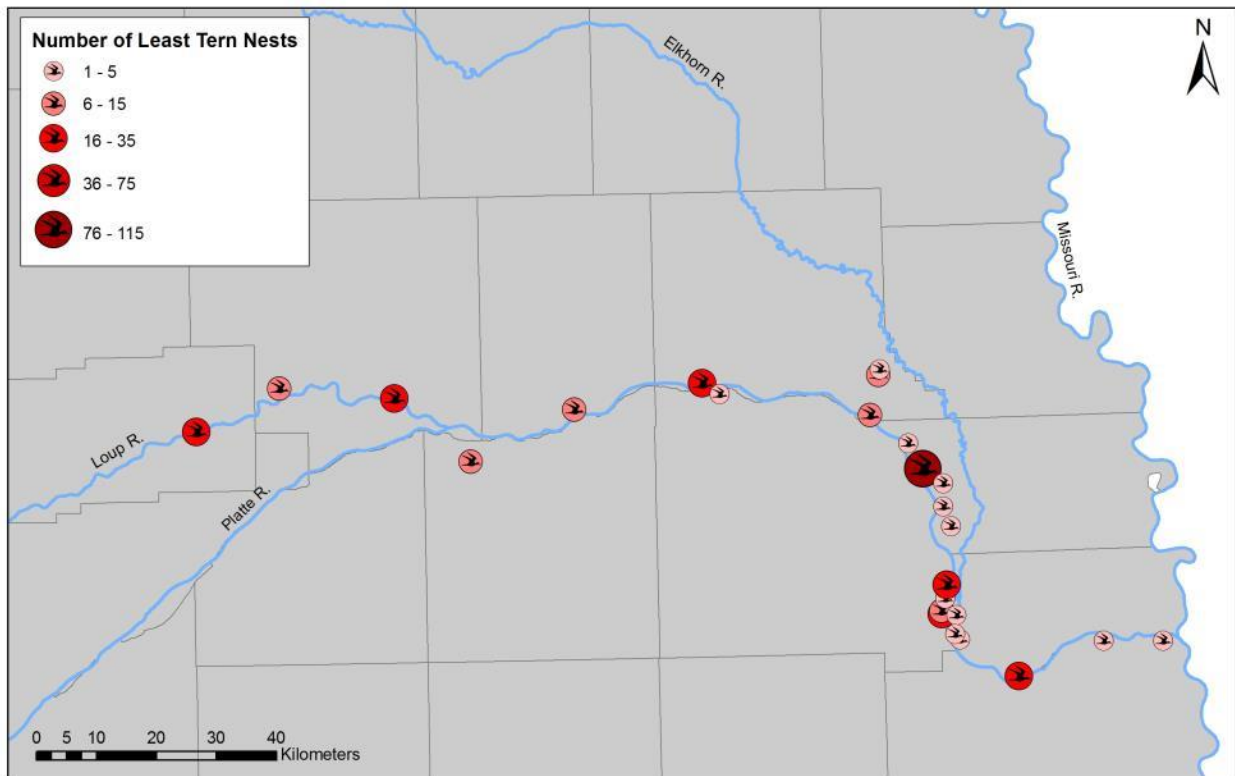 Number of Least Tern Nests
1 - 5
6 - 15
16 - 35
36 - 75
76 - 115
N
Elkhorn R.
Missouri R.
Loup R.
Platte R.
0 5 10 20 30 40
Kilometers